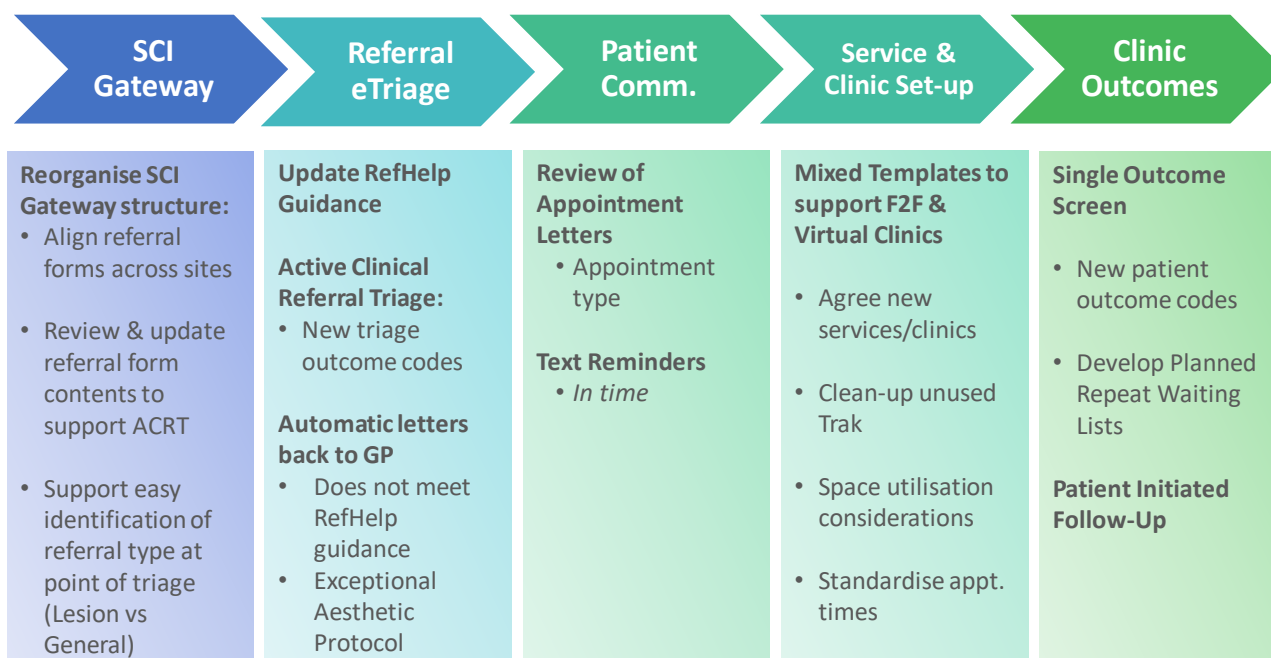 SCI
Gateway
Referral
eTriage
Patient
Comm.
Service &
Clinic Set-up
Clinic
Outcomes
Reorganise SCI
Gateway structure:
• Align referral
forms across sites
• Review & update
referral form
contents to
support ACRT
• Support easy
identification of
referral type at
point of triage
(Lesion vs
General)
Update RefHelp
Guidance
Active Clinical
Referral Triage:
• New triage
outcome codes
Automatic letters
back to GP
• Does not meet
RefHelp
guidance
• Exceptional
Aesthetic
Protocol
Review of
Appointment
Letters
• Appointment
type
Text Reminders
• In time
Mixed Templates to
support F2F &
Virtual Clinics
• Agree new
services/clinics
• Clean-up unused
Trak
• Space utilisation
considerations
• Standardise appt.
times
Single Outcome
Screen
• New patient
outcome codes
• Develop Planned
Repeat Waiting
Lists
Patient Initiated
Follow-Up